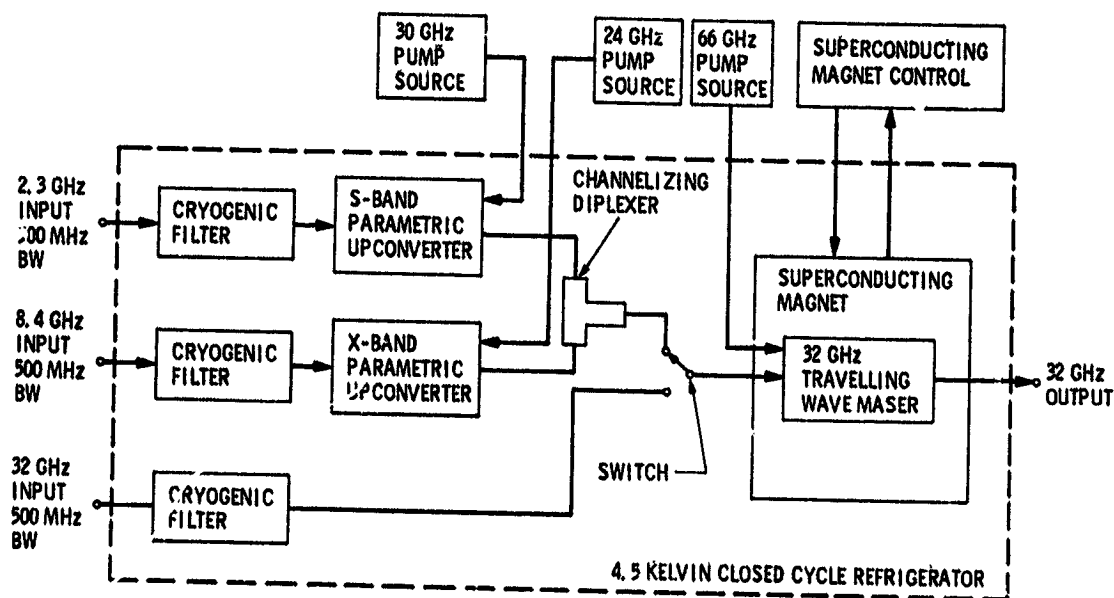 30 GHz
PUMP
SOURCE
24 GHz
PUMP
SOURCE
66 GHz
PUMP
SOURCE
SUPERCONDUCTING
MAGNET CONTROL
2.3 GHz
INPUT
MHz
BW
CRYOGENIC
FILTER
S-BAND
PARAMETRIC
UPCONVERTER
CHANNELIZING
DIPLEXER
SUPERCONDUCTING
MAGNET
8.4 GHz
INPUT
500 MHz
BW
CRYOGENIC
FILTER
X-BAND
PARAMETRIC
UPCONVERTER
32 GHz
TRAVELLING
WAVE MASER
32 GHz
OUTPUT
SWITCH
32 GHz
INPUT
500 MHz
BW
CRYOGENIC
FILTER
4.5 KELVIN CLOSED CYCLE REFRIGERATOR